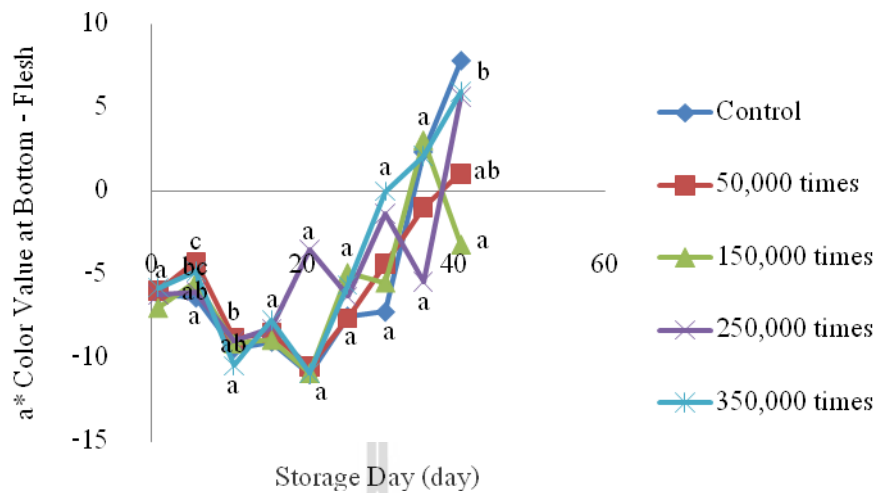 10
5
0
-5
-10
-15
a* Color Value at Bottom - Flesh
0
20
40
60
Storage Day (day)
a
c
bc
ab
a
b
ab
a
a
a
a
a
a
a
a
a
a
b
ab
a
Control
50,000 times
150,000 times
250,000 times
350,000 times